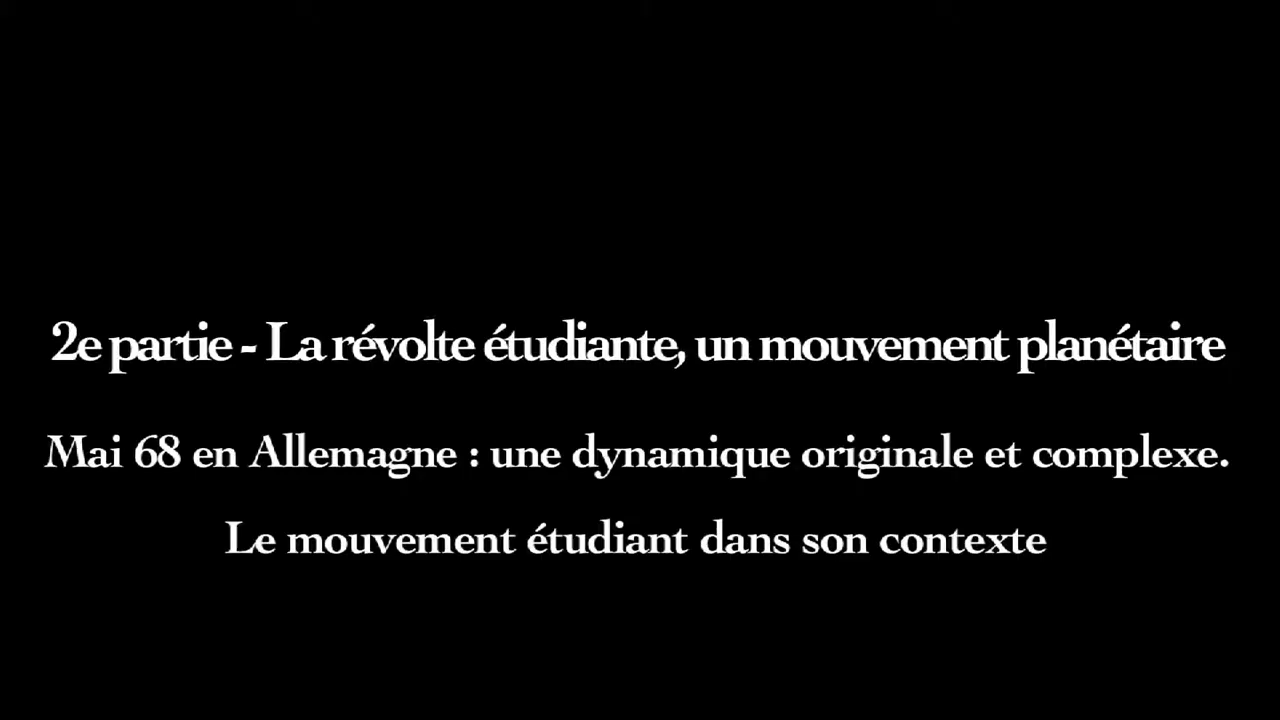 2e partie - La révolte étudiante, un mouvement planétaire
Mai 68 en Allemagne : une dynamique originale et complexe.
Le mouvement étudiant dans son contexte